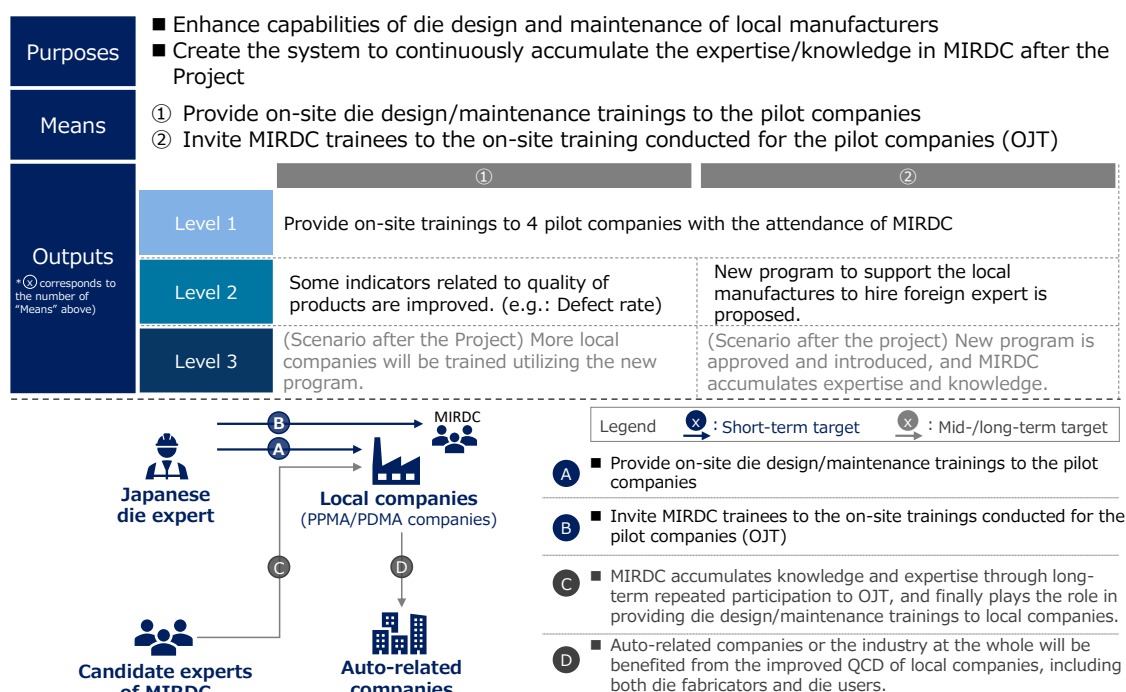 Purposes
■ Enhance capabilities of die design and maintenance of local manufacturers
■ Create the system to continuously accumulate the expertise/knowledge in MIRDC after the
Project
Means
① Provide on-site die design/maintenance trainings to the pilot companies
② Invite MIRDC trainees to the on-site training conducted for the pilot companies (OJT)
Outputs
*ⓧ corresponds to
the number of
"Means" above)
①
②
Level 1
Provide on-site trainings to 4 pilot companies with the attendance of MIRDC
Level 2
Some indicators related to quality of
products are improved. (e.g.: Defect rate)
New program to support the local
manufactures to hire foreign expert is
proposed.
Level 3
(Scenario after the Project) More local
companies will be trained utilizing the new
program.
(Scenario after the project) New program is
approved and introduced, and MIRDC
accumulates expertise and knowledge.
B
MIRDC
A
Japanese
die expert
Local companies
(PPMA/PDMA companies)
C
D
Candidate experts
of MIRDC
Auto-related
companies
Legend
x : Short-term target
x : Mid-/long-term target
A
■ Provide on-site die design/maintenance trainings to the pilot
companies
B
■ Invite MIRDC trainees to the on-site trainings conducted for the
pilot companies (OJT)
C
■ MIRDC accumulates knowledge and expertise through long-
term repeated participation to OJT, and finally plays the role in
providing die design/maintenance trainings to local companies.
D
■ Auto-related companies or the industry at the whole will be
benefited from the improved QCD of local companies, including
both die fabricators and die users.